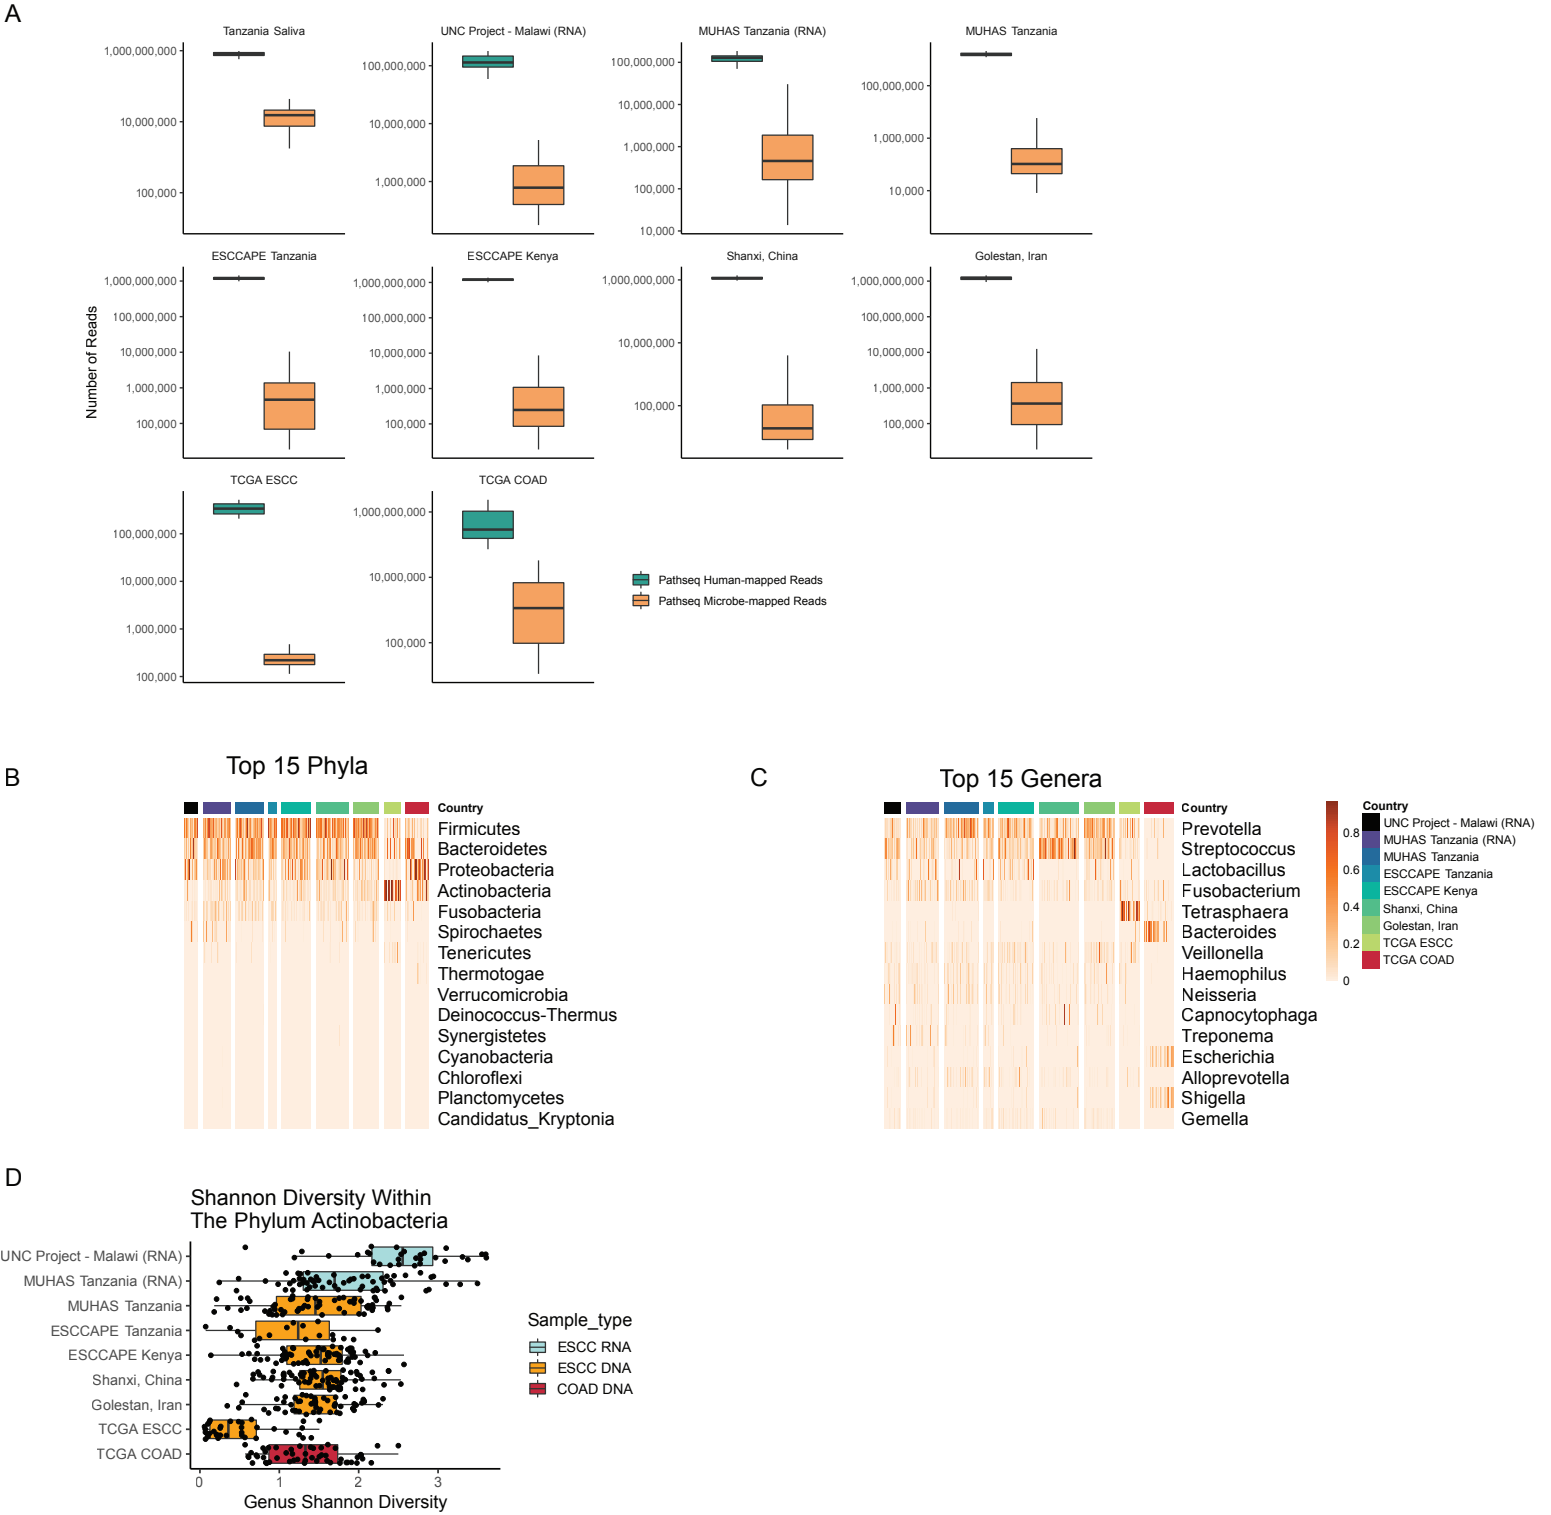 A
Tanzania Saliva
UNC Project - Malawi (RNA)
MUHAS Tanzania (RNA)
MUHAS Tanzania
1,000,000,000
10,000,000
100,000
100,000,000
10,000,000
1,000,000
100,000,000
10,000,000
1,000,000
100,000
10,000
100,000,000
1,000,000
10,000
Number of Reads
ESCCAPE Tanzania
ESCCAPE Kenya
Shanxi, China
Golestan, Iran
1,000,000,000
100,000,000
10,000,000
1,000,000
100,000
1,000,000,000
100,000,000
10,000,000
1,000,000
100,000
1,000,000,000
10,000,000
100,000
1,000,000,000
100,000,000
10,000,000
1,000,000
100,000
TCGA ESCC
TCGA COAD
100,000,000
10,000,000
1,000,000
100,000
1,000,000,000
10,000,000
100,000
Pathseq Human-mapped Reads
Pathseq Microbe-mapped Reads
B
Top 15 Phyla
Country
Firmicutes
Bacteroidetes
Proteobacteria
Actinobacteria
Fusobacteria
Spirochaetes
Tenericutes
Thermotogae
Verrucomicrobia
Deinococcus-Thermus
Synergistetes
Cyanobacteria
Chloroflexi
Planctomycetes
Candidatus_Kryptonia
C
Top 15 Genera
Country
Prevotella
Streptococcus
Lactobacillus
Fusobacterium
Tetrasphaera
Bacteroides
Veillonella
Haemophilus
Neisseria
Capnocytophaga
Treponema
Escherichia
Alloprevotella
Shigella
Gemella
0.8
0.6
0.4
0.2
0
Country
UNC Project - Malawi (RNA)
MUHAS Tanzania (RNA)
MUHAS Tanzania
ESCCAPE Tanzania
ESCCAPE Kenya
Shanxi, China
Golestan, Iran
TCGA ESCC
TCGA COAD
D
Shannon Diversity Within
The Phylum Actinobacteria
UNC Project - Malawi (RNA)
MUHAS Tanzania (RNA)
MUHAS Tanzania
ESCCAPE Tanzania
ESCCAPE Kenya
Shanxi, China
Golestan, Iran
TCGA ESCC
TCGA COAD
0 1 2 3
Genus Shannon Diversity
Sample_type
ESCC RNA
ESCC DNA
COAD DNA